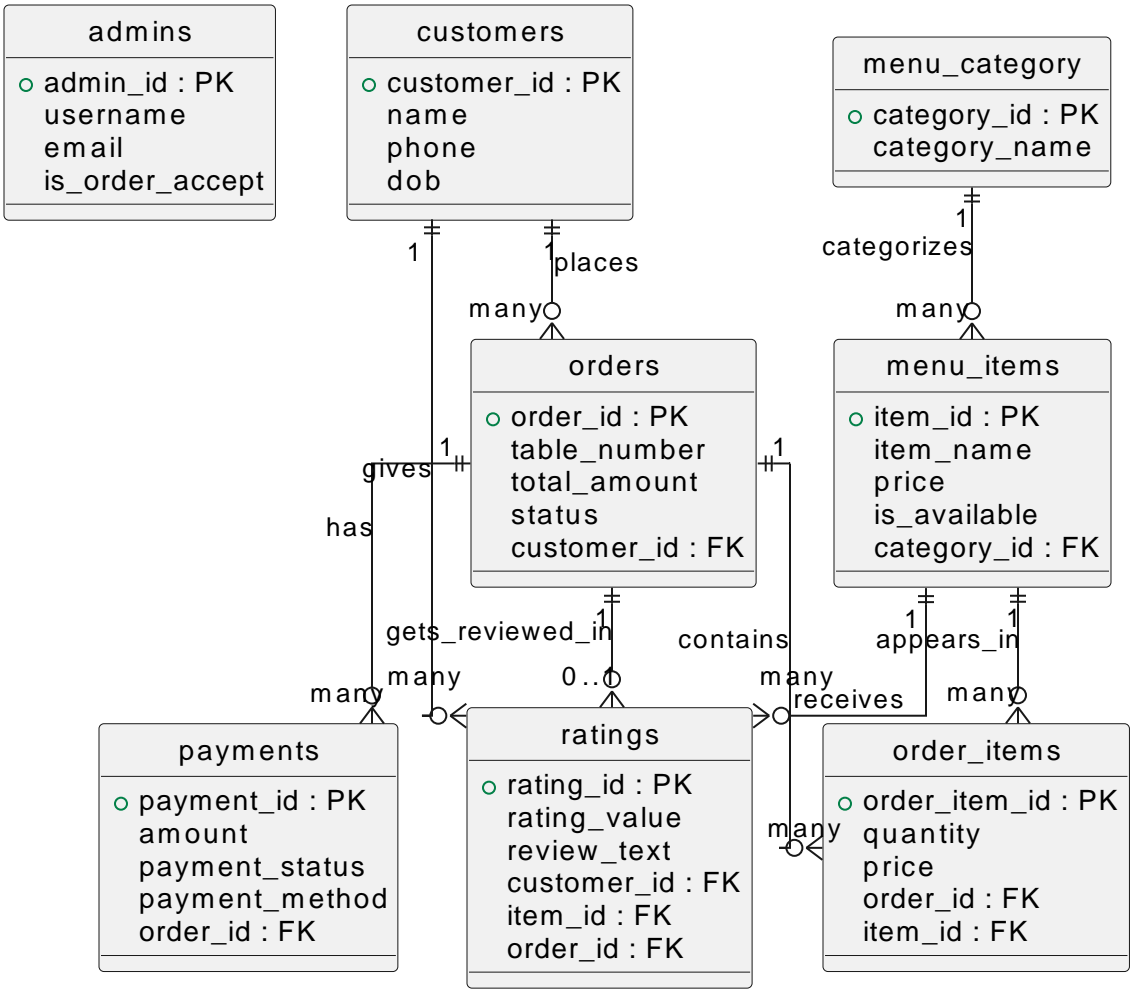 admins
admin_id : PK
username
email
is_order_accept
customers
customer_id : PK
name
phone
dob
menu_category
category_id : PK
category_name
1
1
places
many
1
categorizes
many
orders
order_id : PK
table_number
total_amount
status
customer_id : FK
menu_items
item_id : PK
item_name
price
is_available
category_id : FK
1
gives
has
1
1
gets_reviewed_in
contains
1
appears_in
1
many
many
0..1
many
receives
many
many
payments
payment_id : PK
amount
payment_status
payment_method
order_id : FK
ratings
rating_id : PK
rating_value
review_text
customer_id : FK
item_id : FK
order_id : FK
order_items
order_item_id : PK
quantity
price
order_id : FK
item_id : FK